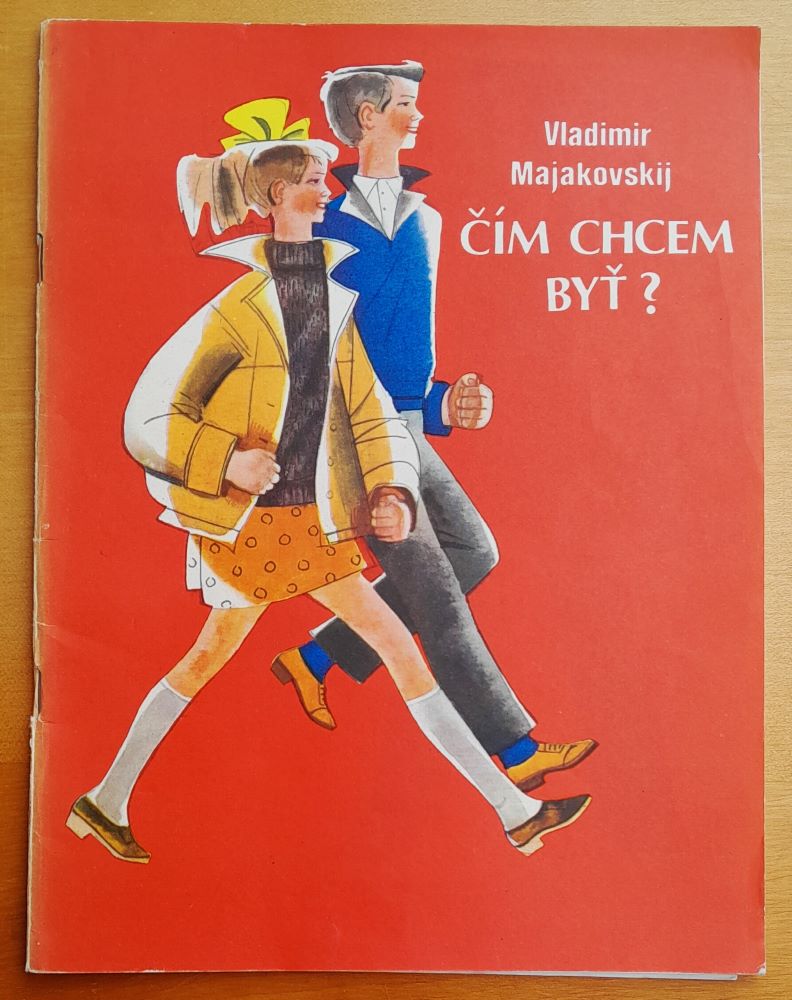 Vladimir
Majakovskij
ČÍM CHCEM
BYŤ ?